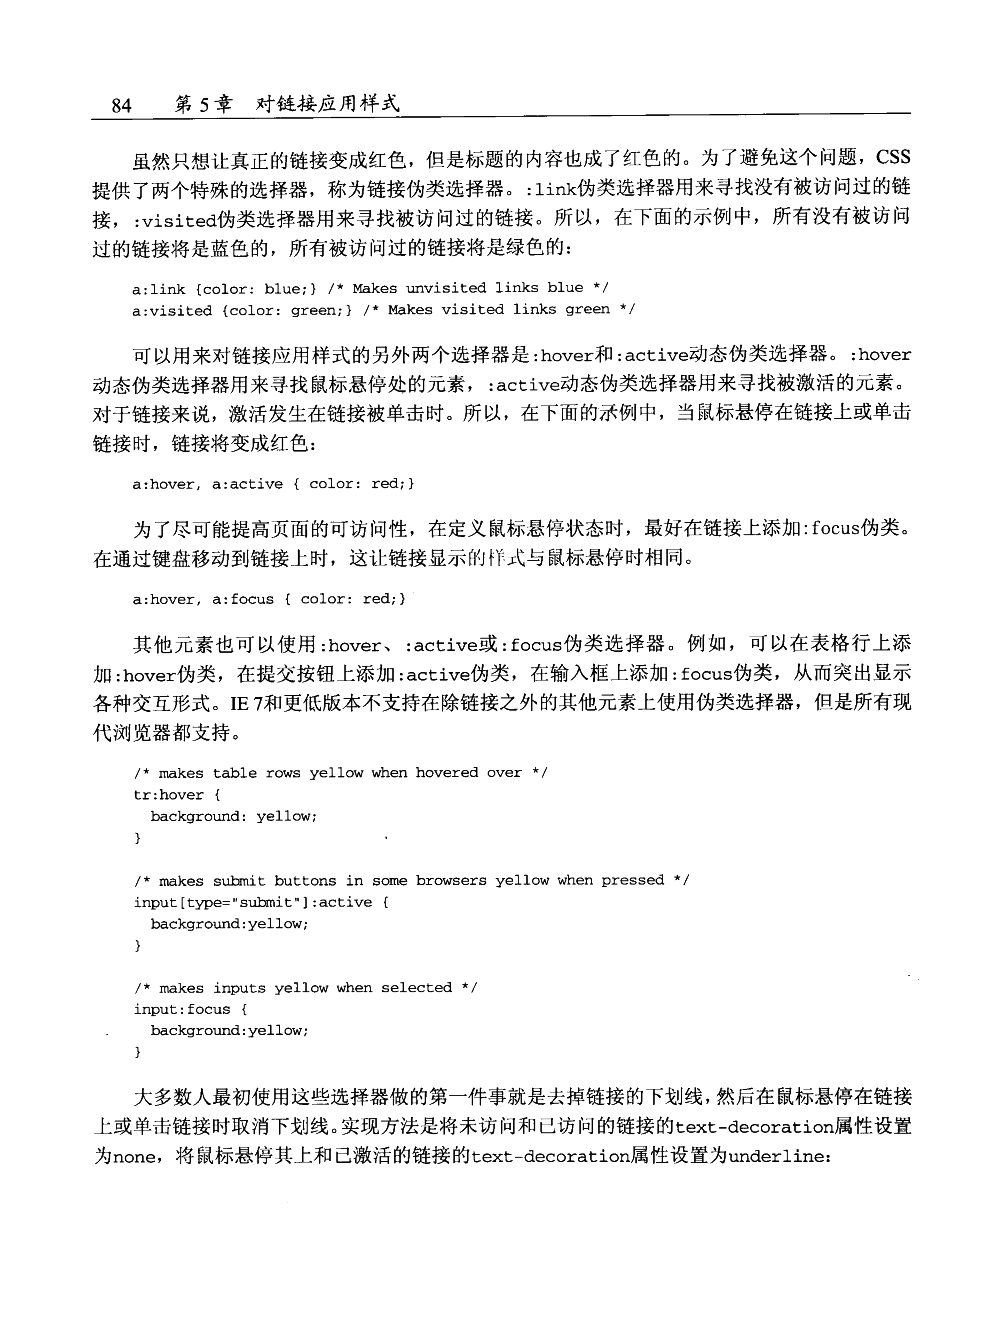 84 第 5 章 对链接应用样式
虽然只想让真正的链接变成红色，但是标题的内容也成了红色的。为了避免这个问题，CSS
提供了两个特殊的选择器，称为链接伪类选择器。:link伪类选择器用来寻找没有被访问过的链
接，:visited伪类选择器用来寻找被访问过的链接。所以，在下面的示例中，所有没有被访问
过的链接将是蓝色的，所有被访问过的链接将是绿色的：
a:link {color: blue;} /* Makes unvisited links blue */
a:visited {color: green;} /* Makes visited links green */
可以用来对链接应用样式的另外两个选择器是:hover和:active动态伪类选择器。:hover
动态伪类选择器用来寻找鼠标悬停处的元素，:active动态伪类选择器用来寻找被激活的元素。
对于链接来说，激活发生在链接被单击时。所以，在下面的示例中，当鼠标悬停在链接上或单击
链接时，链接将变成红色：
a:hover, a:active { color: red;}
为了尽可能提高页面的可访问性，在定义鼠标悬停状态时，最好在链接上添加:focus伪类。
在通过键盘移动到链接上时，这让链接显示的样式与鼠标悬停时相同。
a:hover, a:focus { color: red;}
其他元素也可以使用:hover、:active或:focus伪类选择器。例如，可以在表格行上添
加:hover伪类，在提交按钮上添加:active伪类，在输入框上添加:focus伪类，从而突出显示
各种交互形式。IE 7和更低版本不支持在除链接之外的其他元素上使用伪类选择器，但是所有现
代浏览器都支持。
/* makes table rows yellow when hovered over */
tr:hover {
background: yellow;
}
/* makes submit buttons in some browsers yellow when pressed */
input[type="submit"]:active {
background:yellow;
}
/* makes inputs yellow when selected */
input:focus {
background:yellow;
}
大多数人最初使用这些选择器做的第一件事就是去掉链接的下划线，然后在鼠标悬停在链接
上或单击链接时取消下划线。实现方法是将未访问和已访问的链接的text-decoration属性设置
为none，将鼠标悬停其上和已激活的链接的text-decoration属性设置为underline：